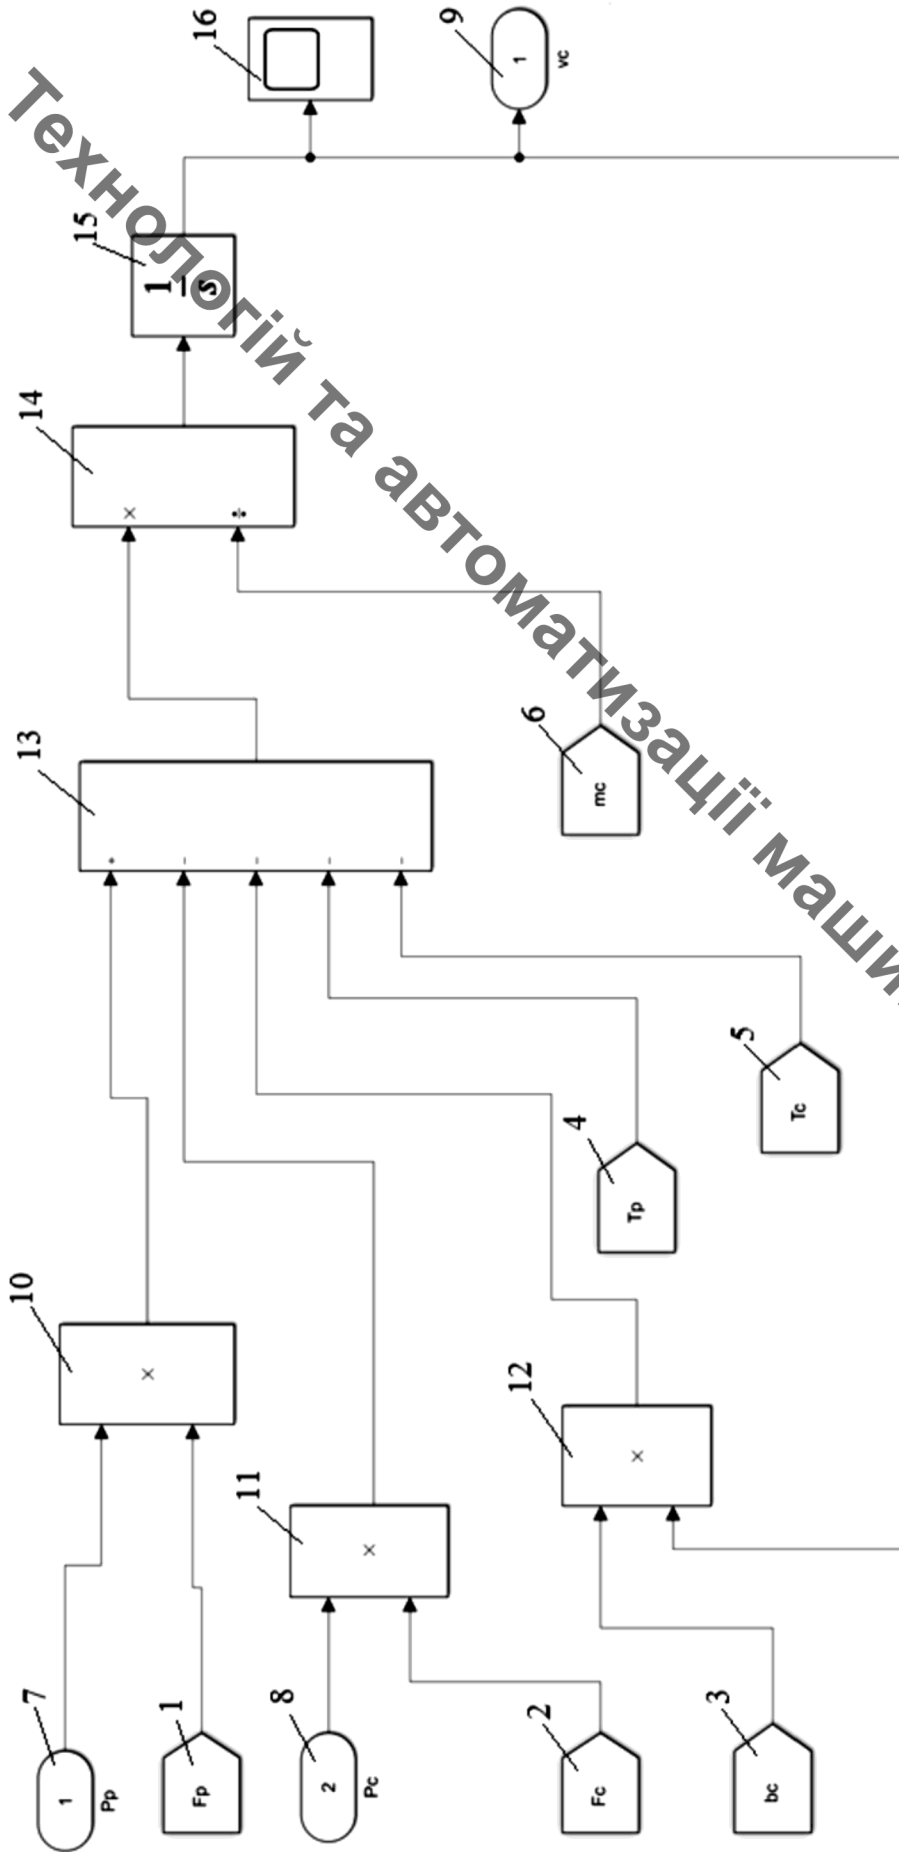 Технологій та автоматизації маши
16
9
1
vc
15
1
s
14
×
÷
13
+
-
-
-
-
6
mc
5
Tc
4
Tp
10
×
12
×
11
×
7
1
Pp
1
Fp
8
2
Pc
2
Fc
3
bc